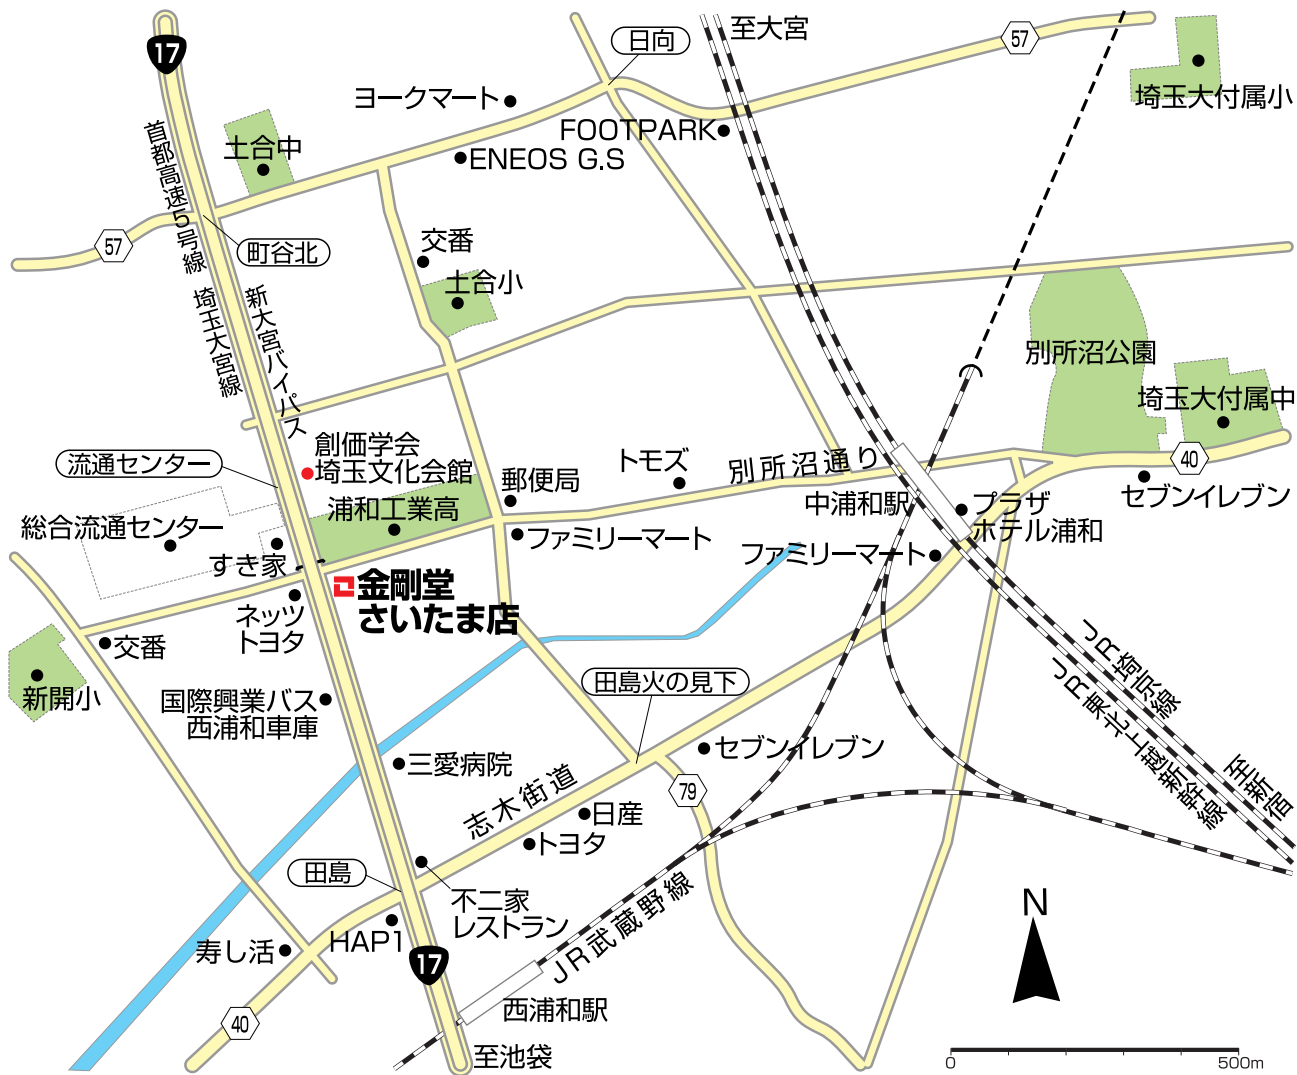 至大宮
17
日向
57
埼玉大付属小
ヨークマート
FOOTPARK
ENEOS G.S
土合中
首都高速5号線 埼玉大宮線
新大宮バイパス
57
町谷北
交番
土合小
別所沼公園
埼玉大付属中
創価学会
埼玉文化会館
流通センター
郵便局
トモズ
別所沼通り
40
セブンイレブン
浦和工業高
中浦和駅
プラザ
ホテル浦和
総合流通センター
すき家
ファミリーマート
ファミリーマート
金剛堂
さいたま店
ネッツ
トヨタ
交番
新開小
国際興業バス
西浦和車庫
田島火の見下
JR埼京線
JR東北上越新幹線
至新宿
三愛病院
セブンイレブン
79
志木街道
日産
トヨタ
田島
不二家
レストラン
HAP1
寿し活
17
JR武蔵野線
西浦和駅
40
至池袋
N
0
500m